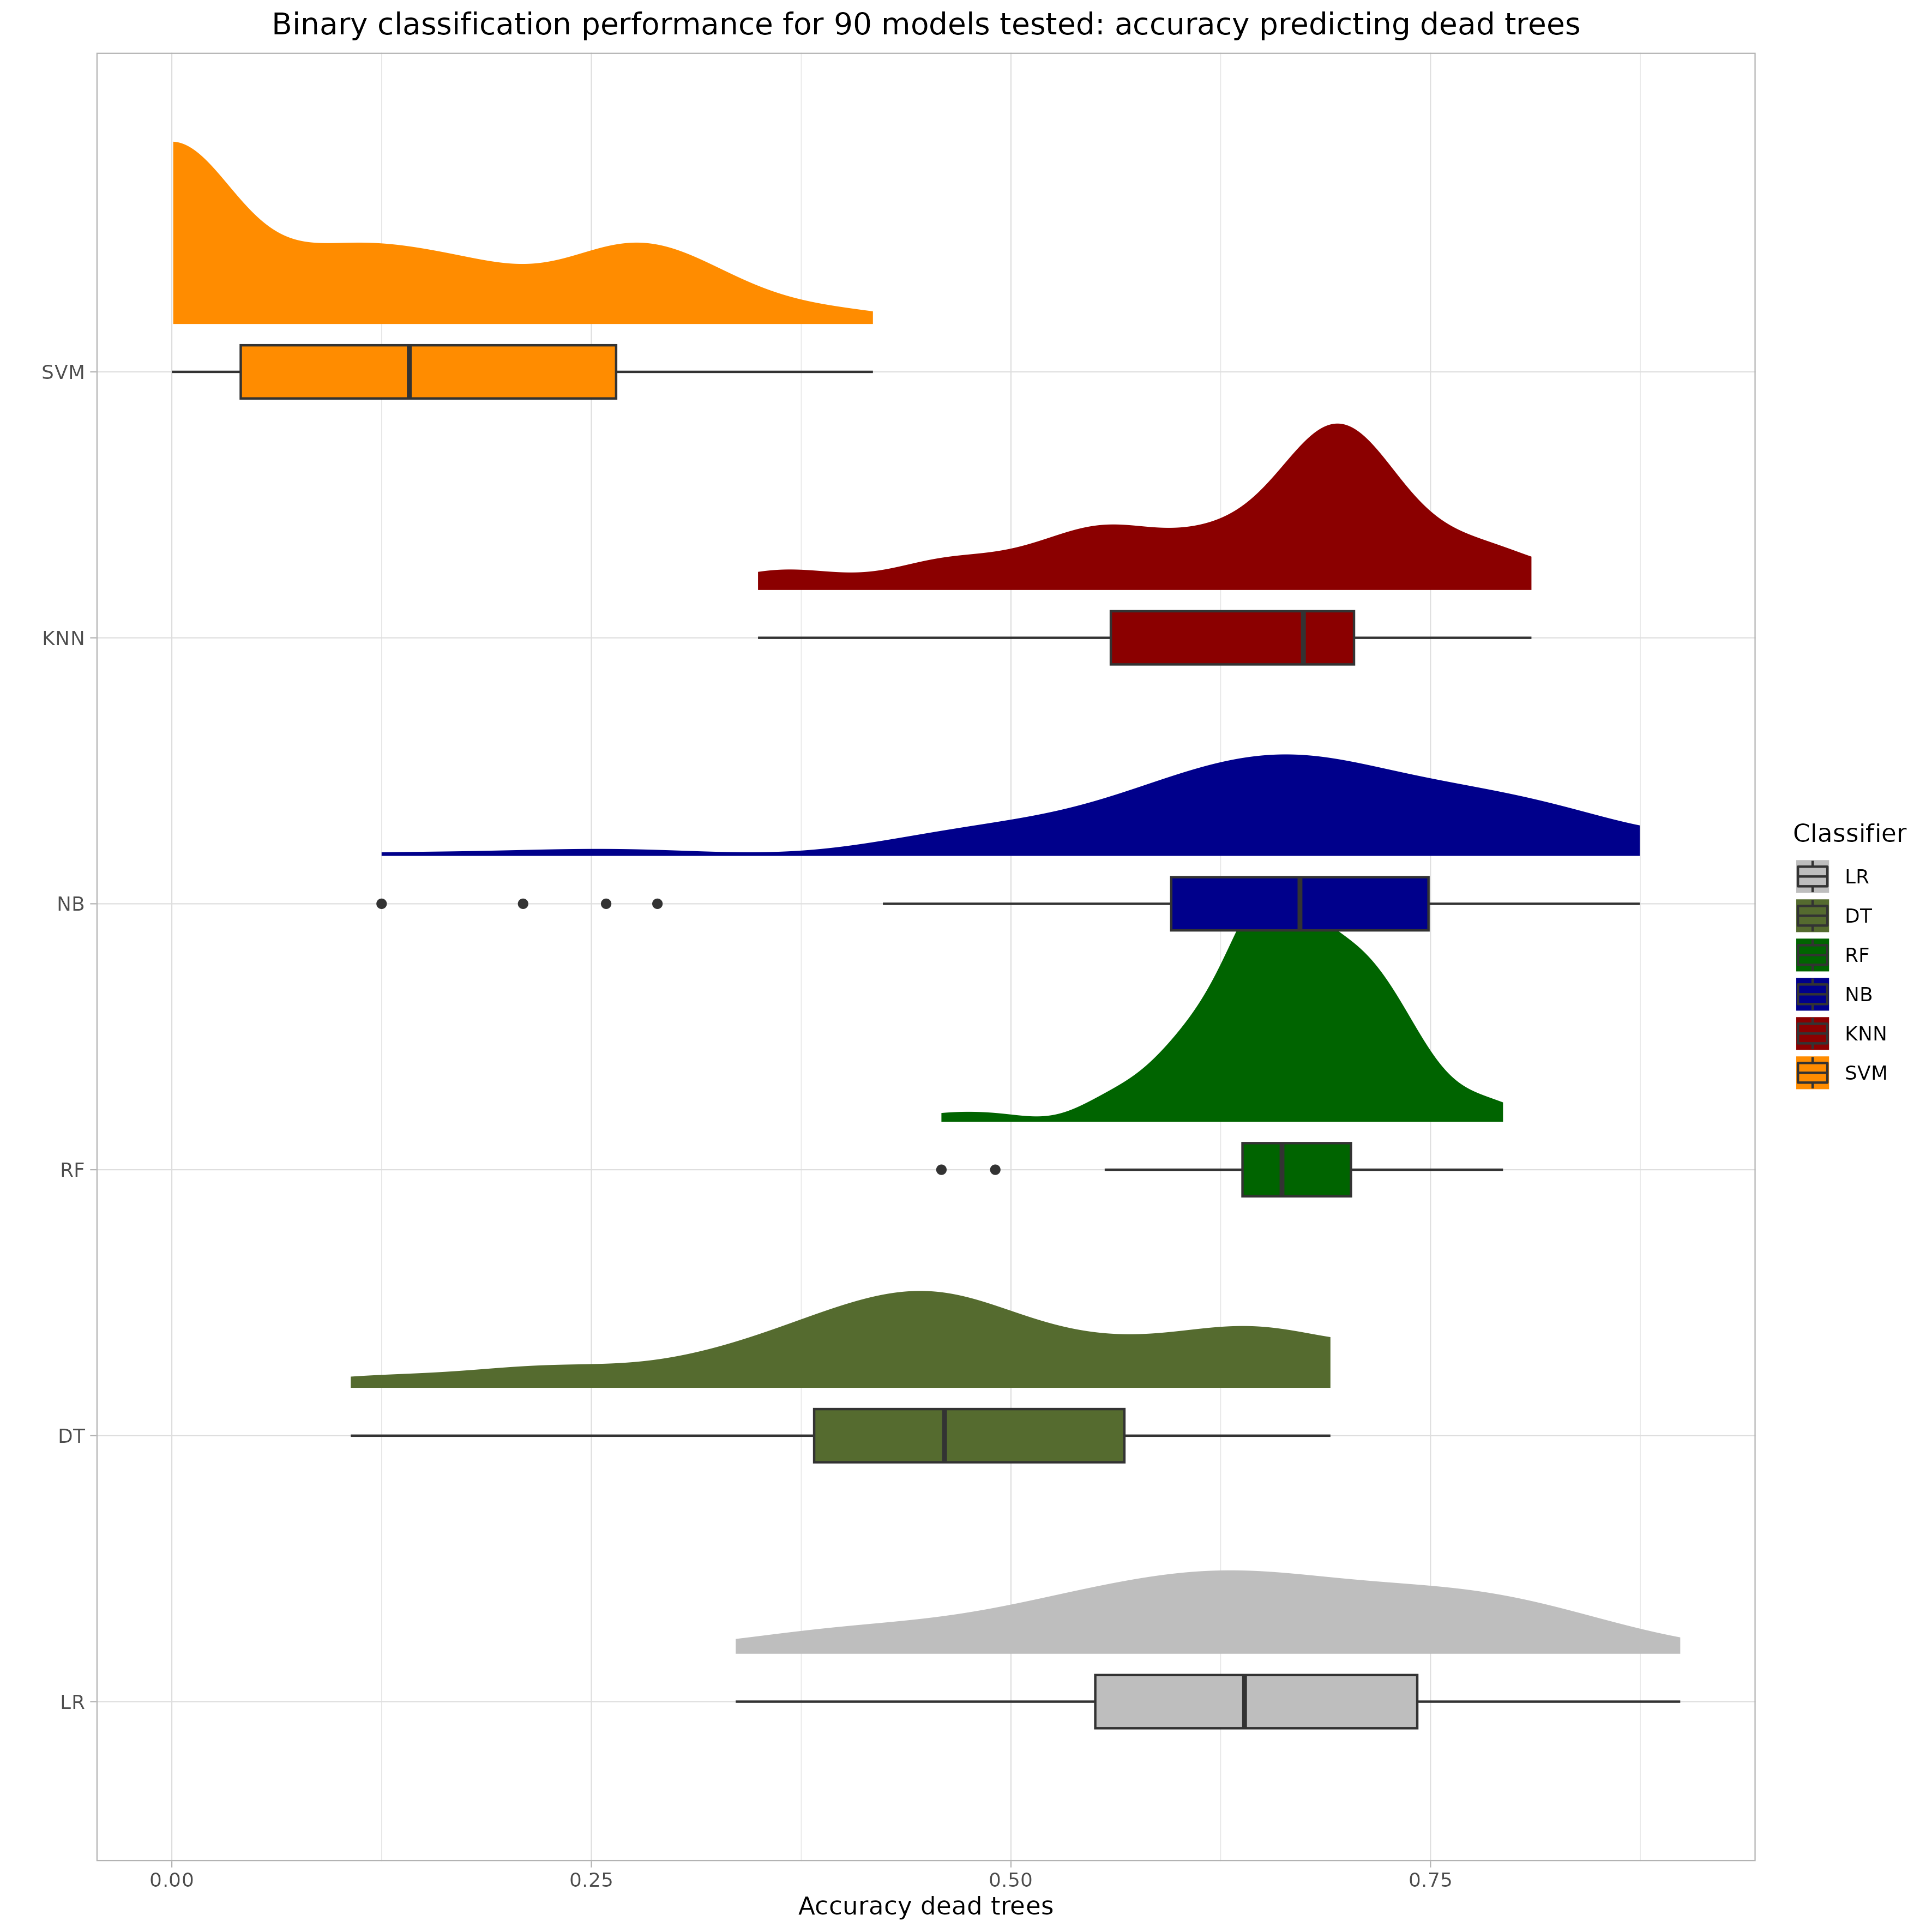 Binary classification performance for 90 models tested: accuracy predicting dead trees
SVM
KNN
NB
RF
DT
LR
0.00 0.25 0.50 0.75
Accuracy dead trees
Classifier
LR
DT
RF
NB
KNN
SVM